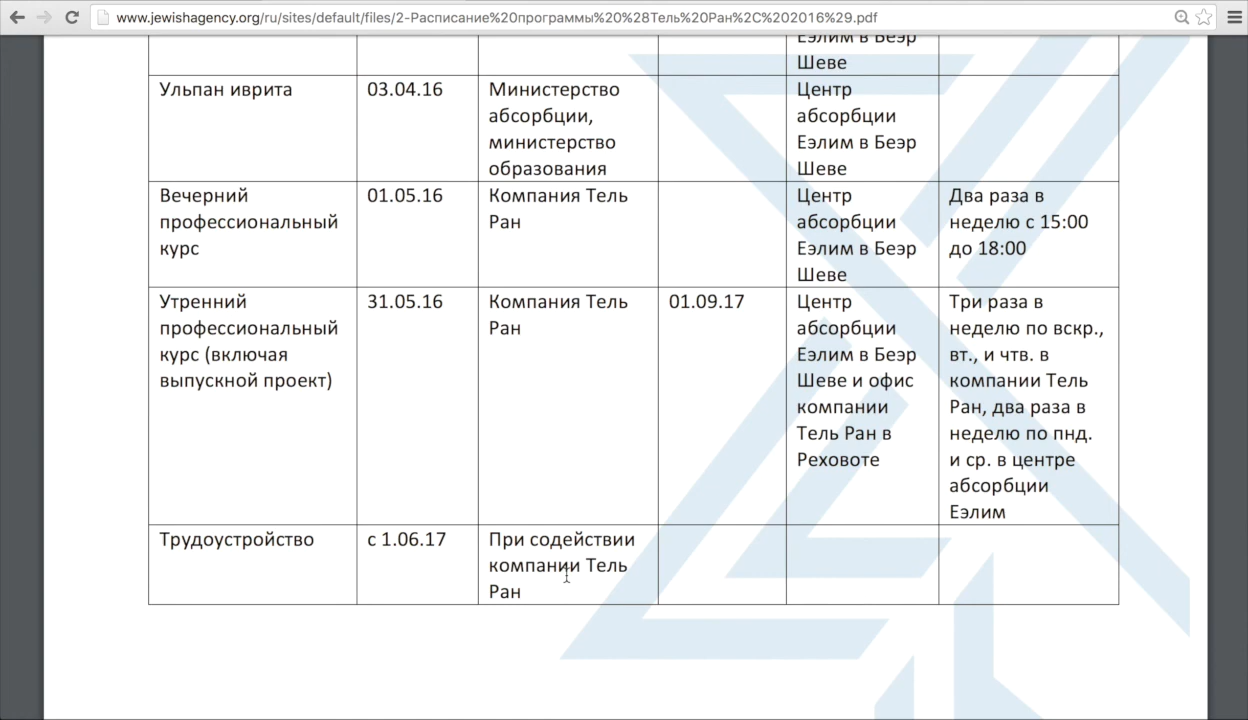 www.jewishagency.org/ru/sites/default/files/2-Расписание%20программы%20%28Тель%20Ран%2C%202016%29.pdf
Еэлим в Беэр
Шеве
Ульпан иврита
03.04.16
Министерство
абсорбции,
министерство
образования
Центр
абсорбции
Еэлим в Беэр
Шеве
Вечерний
профессиональный
курс
01.05.16
Компания Тель
Ран
Центр
абсорбции
Еэлим в Беэр
Шеве
Два раза в
неделю с 15:00
до 18:00
Утренний
профессиональный
курс (включая
выпускной проект)
31.05.16
Компания Тель
Ран
01.09.17
Центр
абсорбции
Еэлим в Беэр
Шеве и офис
компании
Тель Ран в
Реховоте
Три раза в
неделю по вскр.,
вт., и чтв. в
компании Тель
Ран, два раза в
неделю по пнд.
и ср. в центре
абсорбции
Еэлим
Трудоустройство
с 1.06.17
При содействии
компании Тель
Ран